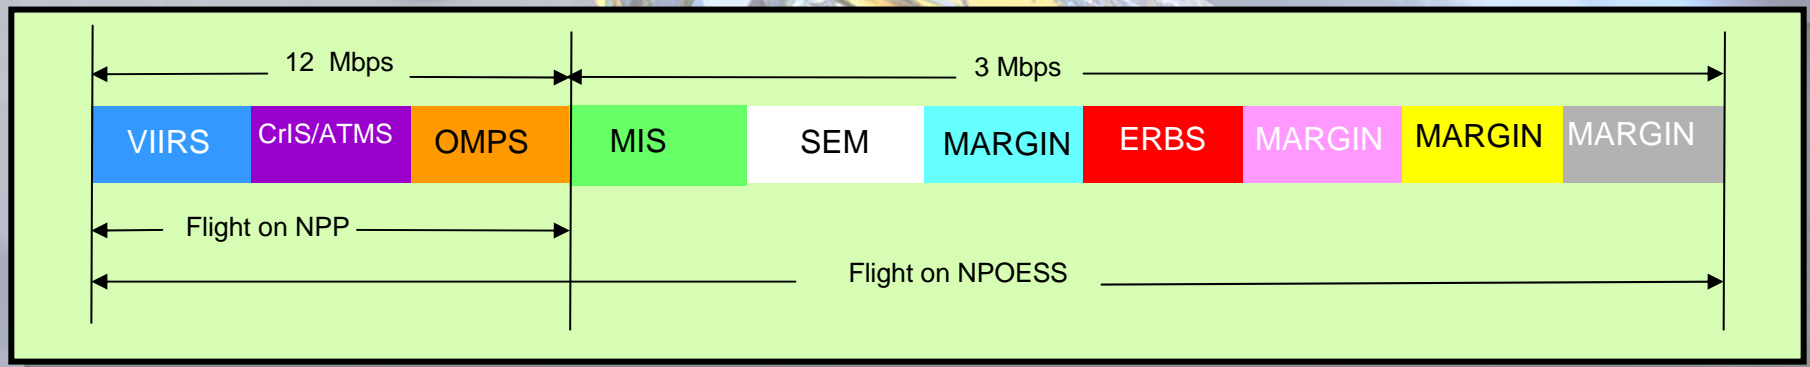 12 Mbps
3 Mbps
VIIRS
CrIS/ATMS
OMPS
MIS
SEM
MARGIN
ERBS
MARGIN
MARGIN
MARGIN
Flight on NPP
Flight on NPOESS